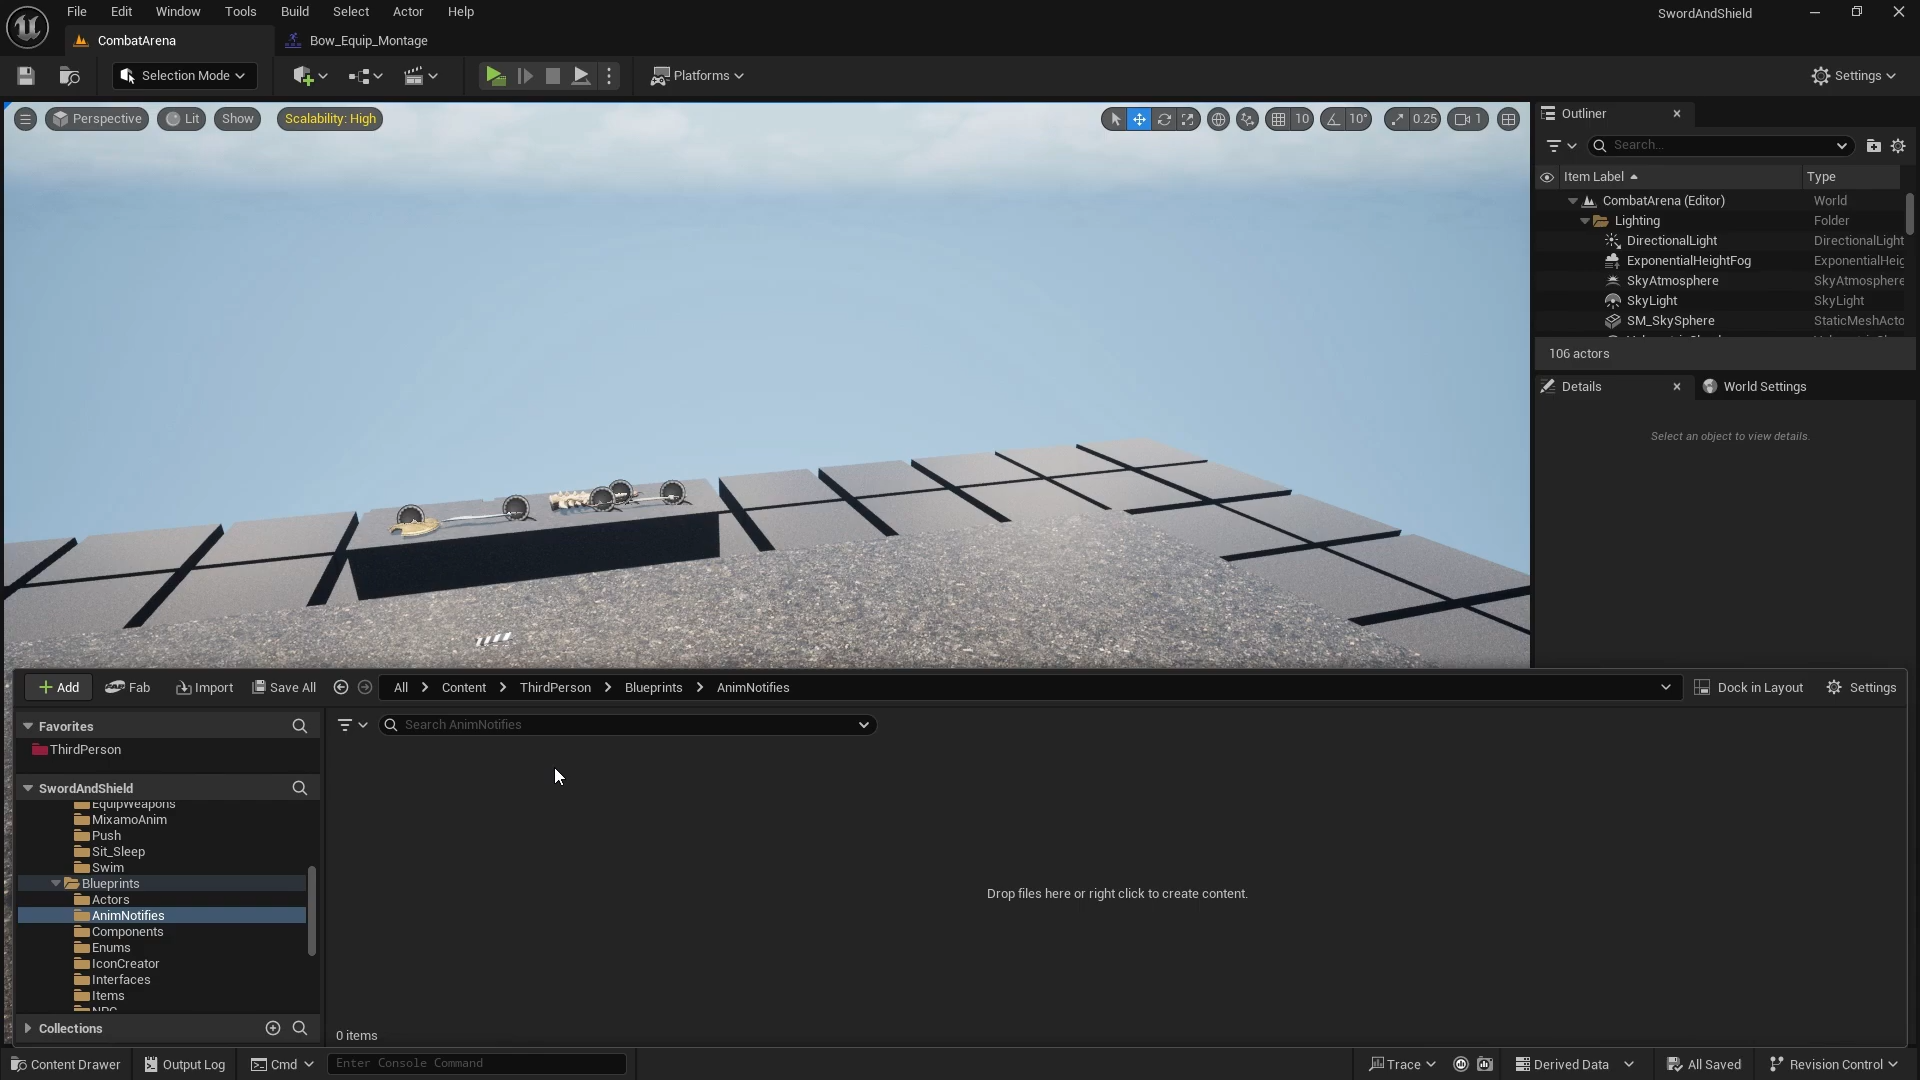 File Edit Window Tools Build Select Actor Help
SwordAndShield
CombatArena
Bow_Equip_Montage
Selection Mode
Platforms
Settings
Perspective
Lit
Show
Scalability: High
10
10°
0.25
1
Outliner
Search...
Item Label
Type
CombatArena (Editor)
World
Lighting
Folder
DirectionalLight
DirectionalLight
ExponentialHeightFog
ExponentialHeig
SkyAtmosphere
SkyAtmosphere
SkyLight
SkyLight
SM_SkySphere
StaticMeshActo
106 actors
Details
World Settings
Select an object to view details.
Add
Fab
Import
Save All
All
Content
ThirdPerson
Blueprints
AnimNotifies
Dock in Layout
Settings
Favorites
ThirdPerson
Search AnimNotifies
SwordAndShield
EquipWeapons
MixamoAnim
Push
Sit_Sleep
Swim
Blueprints
Actors
AnimNotifies
Components
Enums
IconCreator
Interfaces
Items
Drop files here or right click to create content.
Collections
0 items
Content Drawer
Output Log
Cmd
Enter Console Command
Trace
Derived Data
All Saved
Revision Control